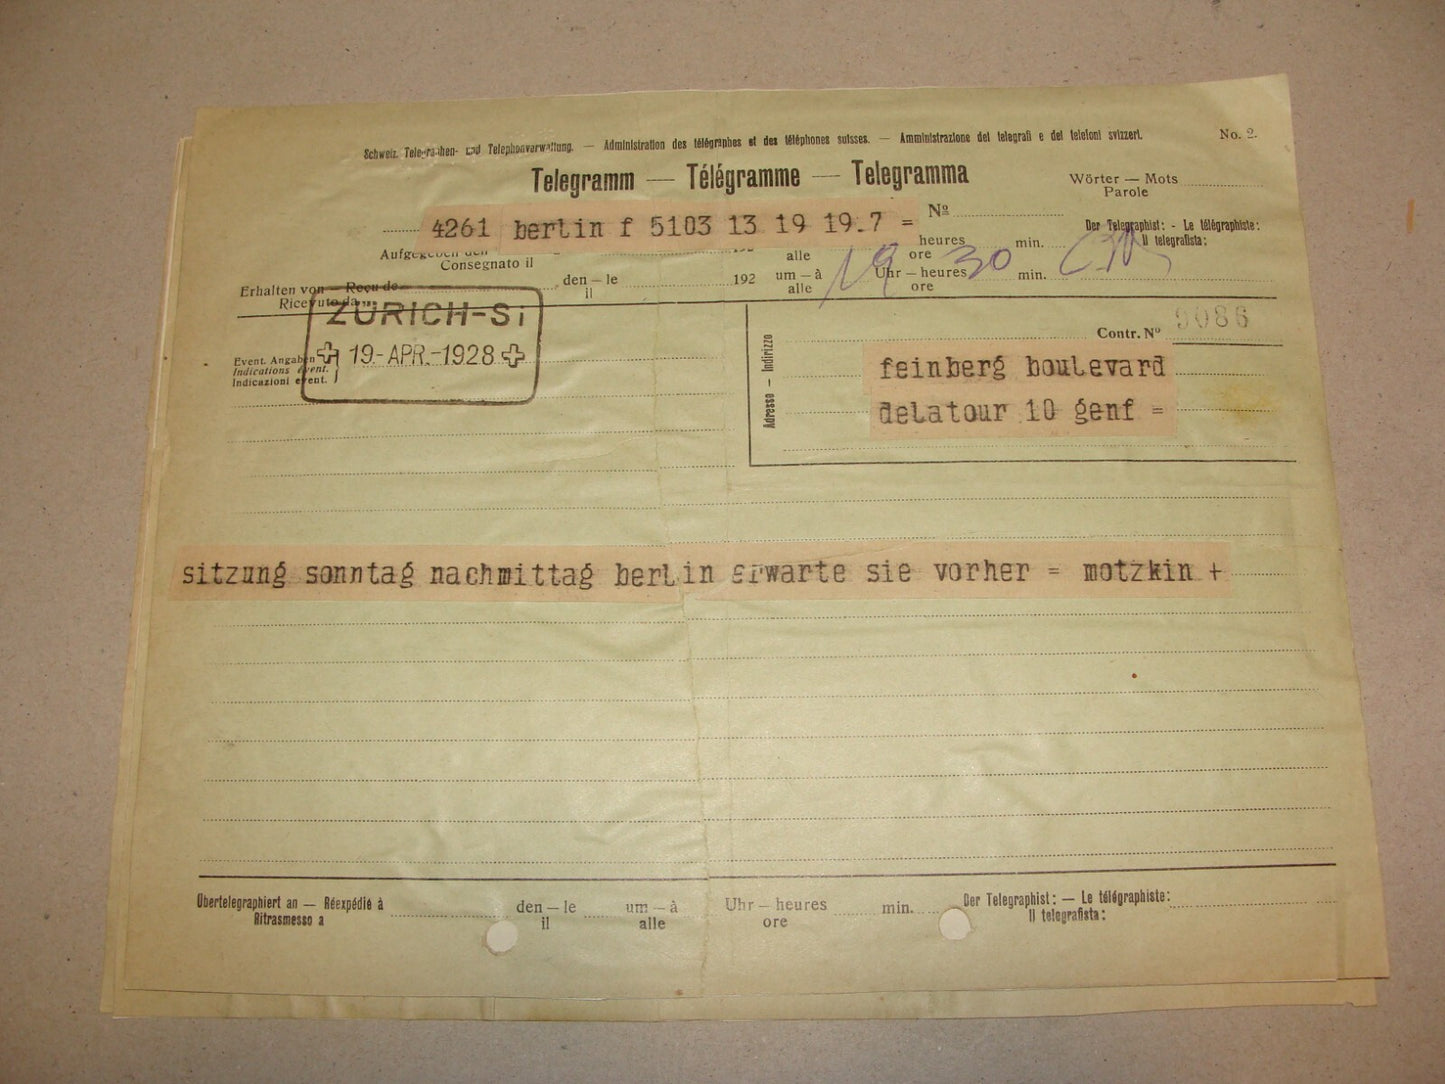 Schweiz. Telegraphen- und Telephonverwaltung. — Administration des télégraphes et des téléphones suisses. — Amministrazione dei telegrafi e dei telefoni svizzeri.
No. 2.
Telegramm — Télégramme — Telegramma
Wörter — Mots
Parole
4261 berlin f 5103 13 19 19.7 =
Nº
Der Telegraphist: - Le télégraphiste:
Il telegrafista:
Aufgegeben den
Consegnato il
alle
heures
ore
min.
Erhalten von — Reçu de
Ricevuto da
den — le
il
192
um — à
alle
19
Uhr — heures
ore
30
min.
ZÜRICH-Si
19.-APR.-1928
Event. Angaben
Indications évent.
Indicazioni event.
Adresse — Indirizzo
Contr. Nº 9086
feinberg boulevard
delatour 10 genf =
sitzung sonntag nachmittag berlin erwarte sie vorher = motzkin +
Übertelegraphiert an — Réexpédié à
Ritrasmesso a
den — le
il
um — à
alle
Uhr — heures
ore
min.
Der Telegraphist: — Le télégraphiste:
Il telegrafista: